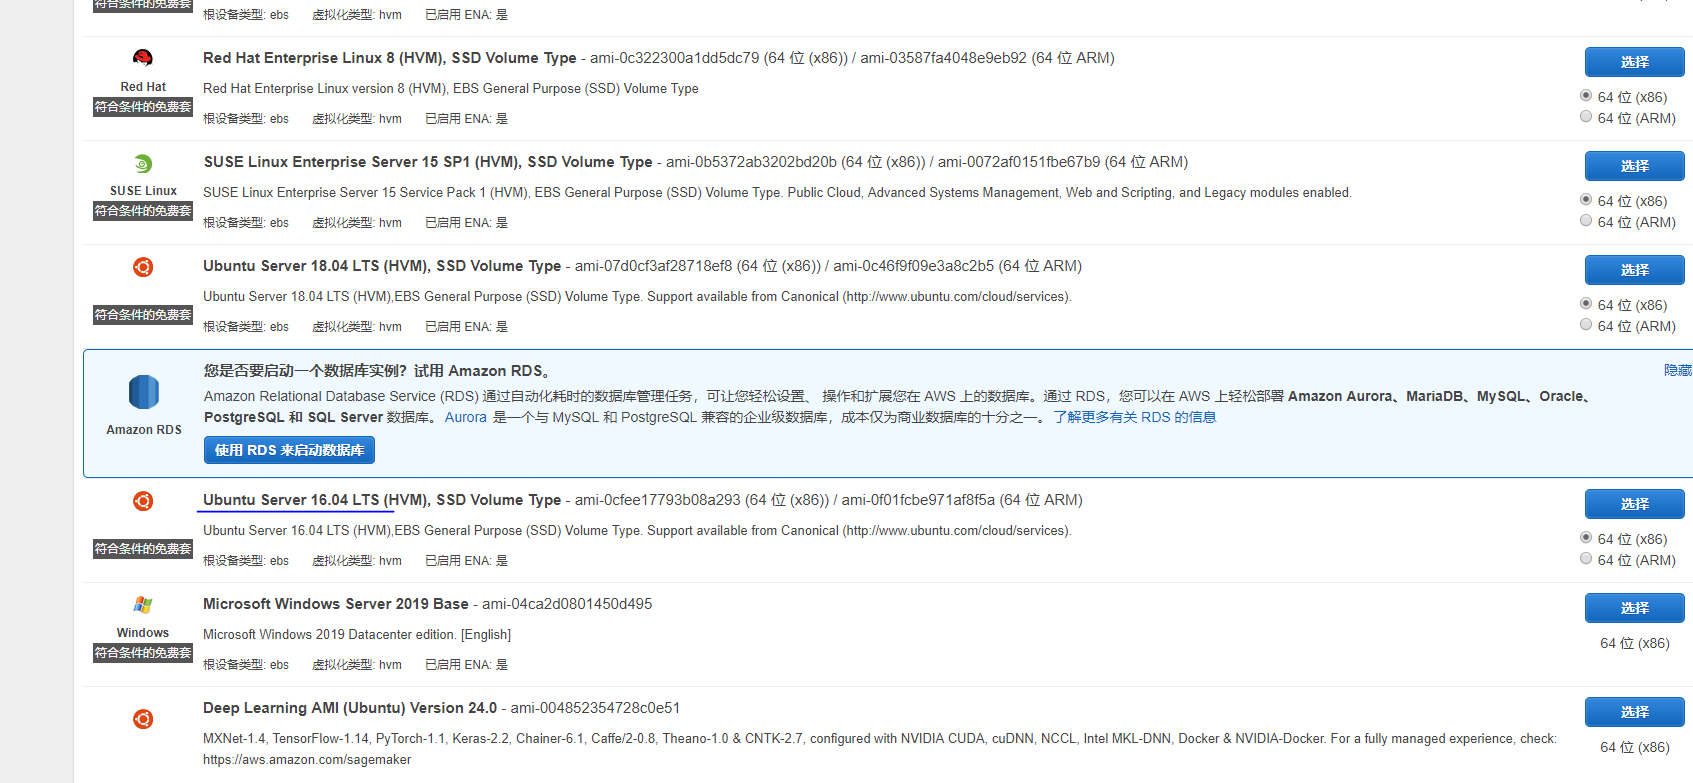 符合条件的免费套
根设备类型: ebs 虚拟化类型: hvm 已启用 ENA: 是
Red Hat
符合条件的免费套
Red Hat Enterprise Linux 8 (HVM), SSD Volume Type - ami-0c322300a1dd5dc79 (64 位 (x86)) / ami-03587fa4048e9eb92 (64 位 ARM)
Red Hat Enterprise Linux version 8 (HVM), EBS General Purpose (SSD) Volume Type
根设备类型: ebs 虚拟化类型: hvm 已启用 ENA: 是
选择
64 位 (x86)
64 位 (ARM)
SUSE Linux
符合条件的免费套
SUSE Linux Enterprise Server 15 SP1 (HVM), SSD Volume Type - ami-0b5372ab3202bd20b (64 位 (x86)) / ami-0072af0151fbe67b9 (64 位 ARM)
SUSE Linux Enterprise Server 15 Service Pack 1 (HVM), EBS General Purpose (SSD) Volume Type. Public Cloud, Advanced Systems Management, Web and Scripting, and Legacy modules enabled.
根设备类型: ebs 虚拟化类型: hvm 已启用 ENA: 是
选择
64 位 (x86)
64 位 (ARM)
符合条件的免费套
Ubuntu Server 18.04 LTS (HVM), SSD Volume Type - ami-07d0cf3af28718ef8 (64 位 (x86)) / ami-0c46f9f09e3a8c2b5 (64 位 ARM)
Ubuntu Server 18.04 LTS (HVM),EBS General Purpose (SSD) Volume Type. Support available from Canonical (http://www.ubuntu.com/cloud/services).
根设备类型: ebs 虚拟化类型: hvm 已启用 ENA: 是
选择
64 位 (x86)
64 位 (ARM)
Amazon RDS
您是否要启动一个数据库实例？试用 Amazon RDS。
隐藏
Amazon Relational Database Service (RDS) 通过自动化耗时的数据库管理任务，可让您轻松设置、 操作和扩展您在 AWS 上的数据库。通过 RDS，您可以在 AWS 上轻松部署 Amazon Aurora、MariaDB、MySQL、Oracle、
PostgreSQL 和 SQL Server 数据库。 Aurora 是一个与 MySQL 和 PostgreSQL 兼容的企业级数据库，成本仅为商业数据库的十分之一。 了解更多有关 RDS 的信息
使用 RDS 来启动数据库
符合条件的免费套
Ubuntu Server 16.04 LTS (HVM), SSD Volume Type - ami-0cfee17793b08a293 (64 位 (x86)) / ami-0f01fcbe971af8f5a (64 位 ARM)
Ubuntu Server 16.04 LTS (HVM),EBS General Purpose (SSD) Volume Type. Support available from Canonical (http://www.ubuntu.com/cloud/services).
根设备类型: ebs 虚拟化类型: hvm 已启用 ENA: 是
选择
64 位 (x86)
64 位 (ARM)
Windows
符合条件的免费套
Microsoft Windows Server 2019 Base - ami-04ca2d0801450d495
Microsoft Windows 2019 Datacenter edition. [English]
根设备类型: ebs 虚拟化类型: hvm 已启用 ENA: 是
选择
64 位 (x86)
Deep Learning AMI (Ubuntu) Version 24.0 - ami-004852354728c0e51
MXNet-1.4, TensorFlow-1.14, PyTorch-1.1, Keras-2.2, Chainer-6.1, Caffe/2-0.8, Theano-1.0 & CNTK-2.7, configured with NVIDIA CUDA, cuDNN, NCCL, Intel MKL-DNN, Docker & NVIDIA-Docker. For a fully managed experience, check:
https://aws.amazon.com/sagemaker
选择
64 位 (x86)